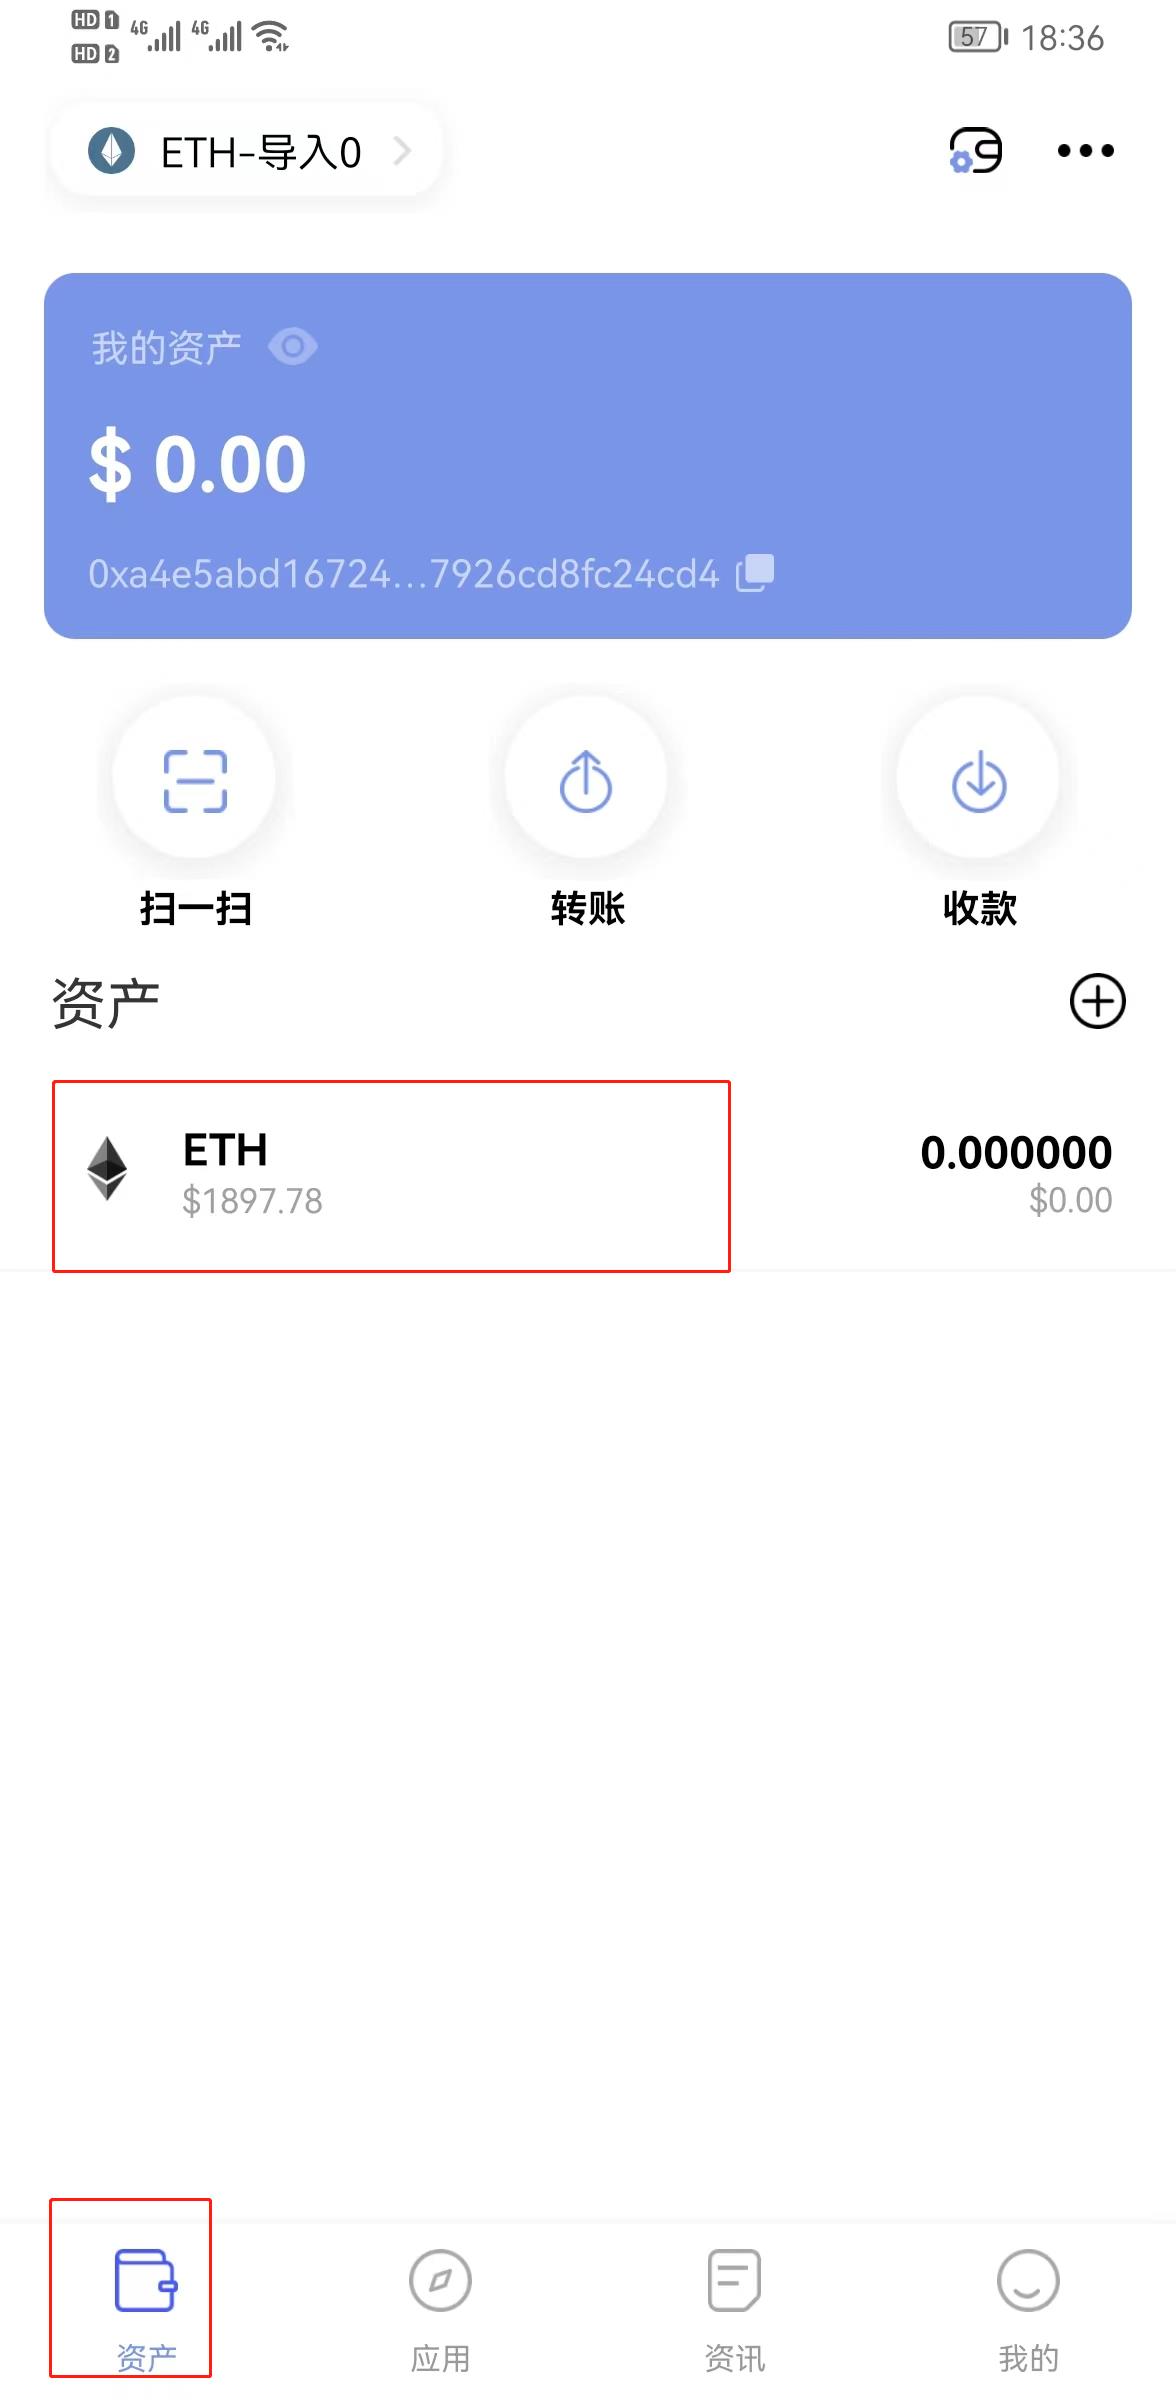 HD 1 4G 4G 57 18:36
HD 2
ETH-导入0
我的资产
$ 0.00
0xa4e5abd16724...7926cd8fc24cd4
扫一扫 转账 收款
资产
ETH 0.000000
$1897.78 $0.00
资产 应用 资讯 我的